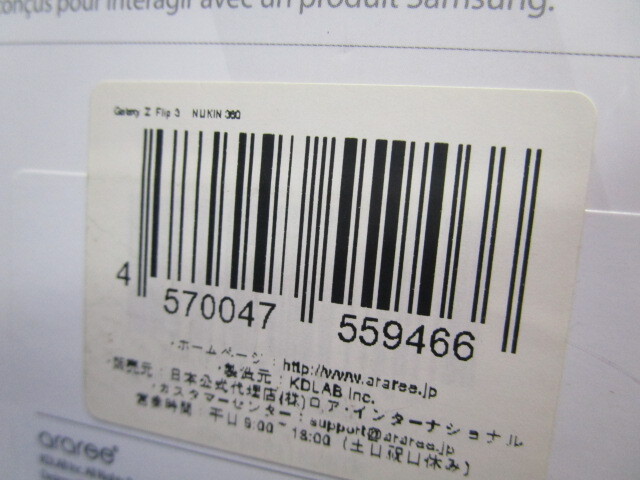 conçus pour interagir avec un produit Samsung.
Galaxy Z Flip 3 NUKIN 360
4 570047 559466
・ホームページ : http://www.araree.jp
・製造元 : KDLAB Inc.
・販売元 : 日本公式代理店(株)ロア・インターナショナル
・カスタマーセンター : support@araree.jp
営業時間 : 平日 9:00~18:00 (土日祝日休み)
araree